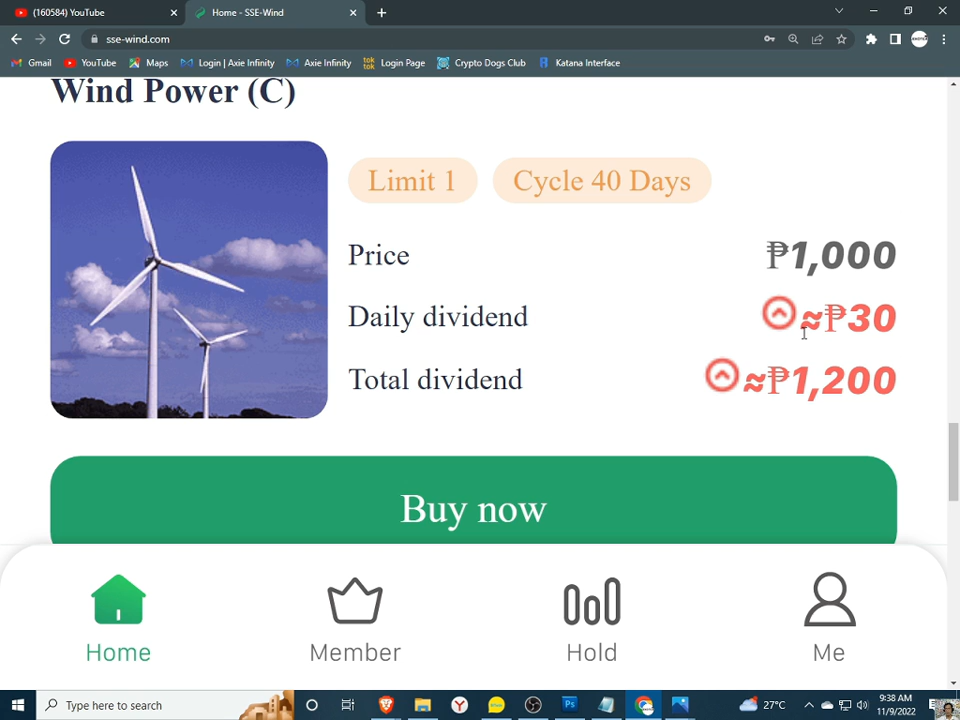 (160584) YouTube
Home - SSE-Wind
sse-wind.com
Gmail
YouTube
Maps
Login | Axie Infinity
Axie Infinity
tok
tok
Login Page
Crypto Dogs Club
Katana Interface
Wind Power (C)
Limit 1
Cycle 40 Days
Price
₱1,000
Daily dividend
≈₱30
Total dividend
≈₱1,200
Buy now
Home
Member
Hold
Me
Type here to search
Ps
27°C
9:38 AM
11/9/2022